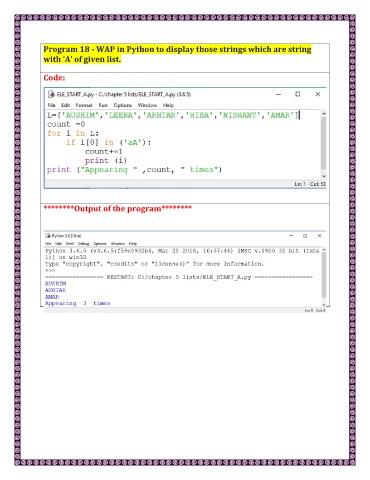 Program 18 - WAP in Python to display those strings which are string
with 'A' of given list.
Code:
ELE_START_A.py - C:/chapter 5 lists/ELE_START_A.py (3.6.5)
File Edit Format Run Options Window Help
L=['AUSHIM','LEENA','AKHTAR','HIBA','NISHANT','AMAR']
count =0
for i in L:
    if i[0] in ('aA'):
        count+=1
        print (i)
print ("Appearing " ,count, " times")
Ln: 1 Col: 53
********Output of the program********
Python 3.6.5 Shell
File Edit Shell Debug Options Window Help
Python 3.6.5 (v3.6.5:f59c0932b4, Mar 28 2018, 16:07:46) [MSC v.1900 32 bit (Inte
l)] on win32
Type "copyright", "credits" or "license()" for more information.
>>>
================= RESTART: C:/chapter 5 lists/ELE_START_A.py =================
AUSHIM
AKHTAR
AMAR
Appearing  3  times